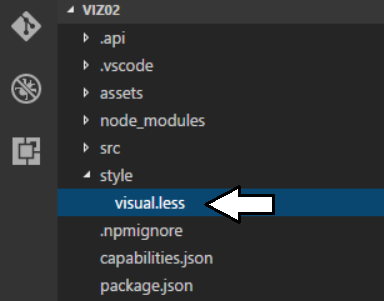 VIZ02
.api
.vscode
assets
node_modules
src
style
visual.less
.npmignore
capabilities.json
package.json